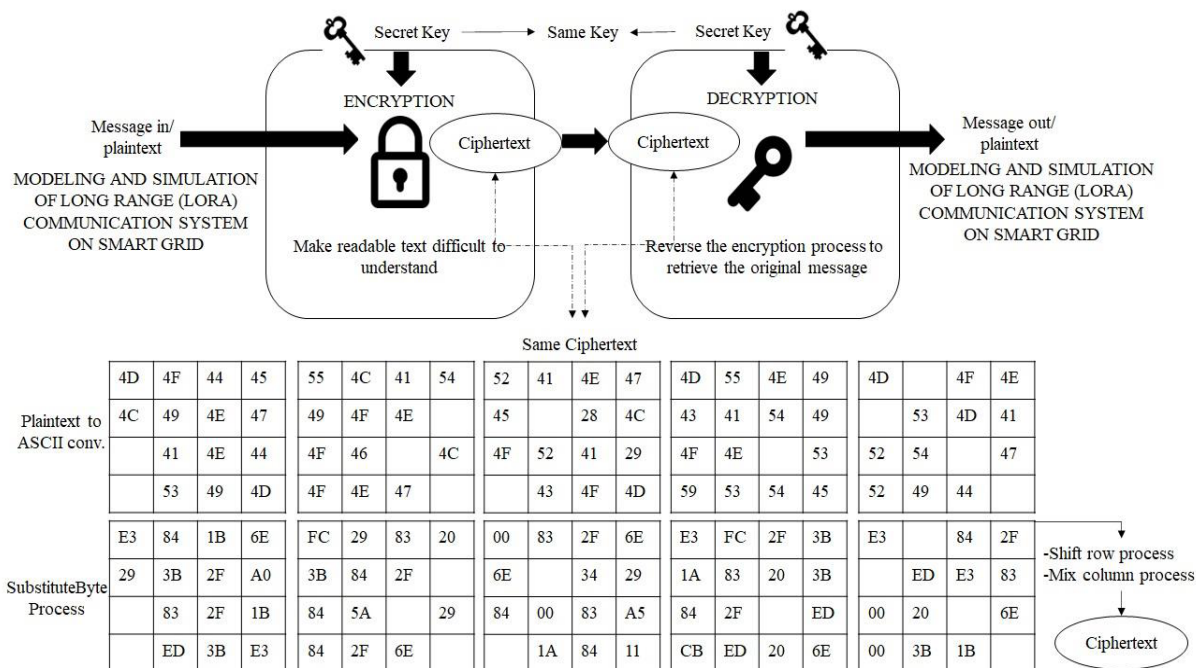 Secret Key
Same Key
Secret Key
ENCRYPTION
DECRYPTION
Message in/
plaintext
Ciphertext
Ciphertext
Message out/
plaintext
MODELING AND SIMULATION
OF LONG RANGE (LORA)
COMMUNICATION SYSTEM
ON SMART GRID
MODELING AND SIMULATION
OF LONG RANGE (LORA)
COMMUNICATION SYSTEM
ON SMART GRID
Make readable text difficult to
understand
Reverse the encryption process to
retrieve the original message
Same Ciphertext
Plaintext to
ASCII conv.
4D 4F 44 45 55 4C 41 54 52 41 4E 47 4D 55 4E 49 4D 4F 4E
4C 49 4E 47 49 4F 4E 45 28 4C 43 41 54 49 53 4D 41
41 4E 44 4F 46 4C 4F 52 41 29 4F 4E 53 52 54 47
53 49 4D 4F 4E 47 43 4F 4D 59 53 54 45 52 49 44
SubstituteByte
Process
E3 84 1B 6E FC 29 83 20 00 83 2F 6E E3 FC 2F 3B E3 84 2F
29 3B 2F A0 3B 84 2F 6E 34 29 1A 83 20 3B ED E3 83
83 2F 1B 84 5A 29 84 00 83 A5 84 2F ED 00 20 6E
ED 3B E3 84 2F 6E 1A 84 11 CB ED 20 6E 00 3B 1B
-Shift row process
-Mix column process
Ciphertext